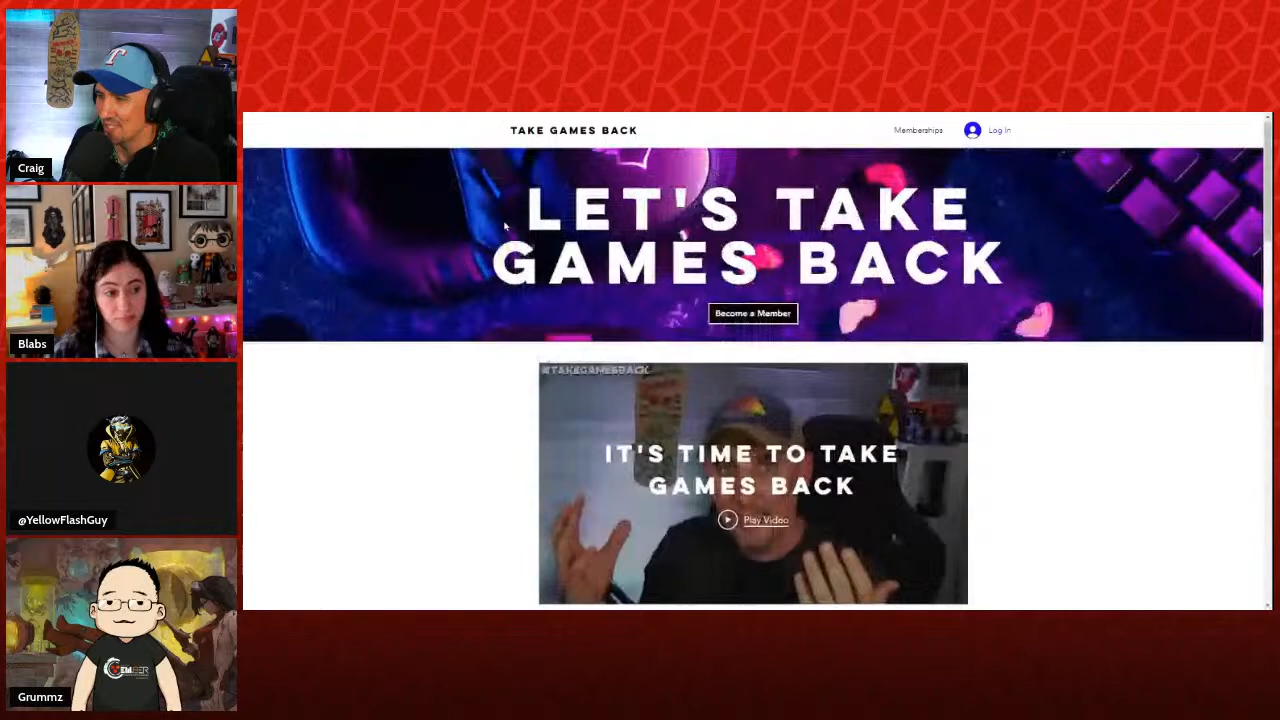 Craig
Blabs
@YellowFlashGuy
Grummz
TAKE GAMES BACK
Memberships
Log In
LET'S TAKE
GAMES BACK
Become a Member
#TAKEGAMESBACK
IT'S TIME TO TAKE
GAMES BACK
Play Video